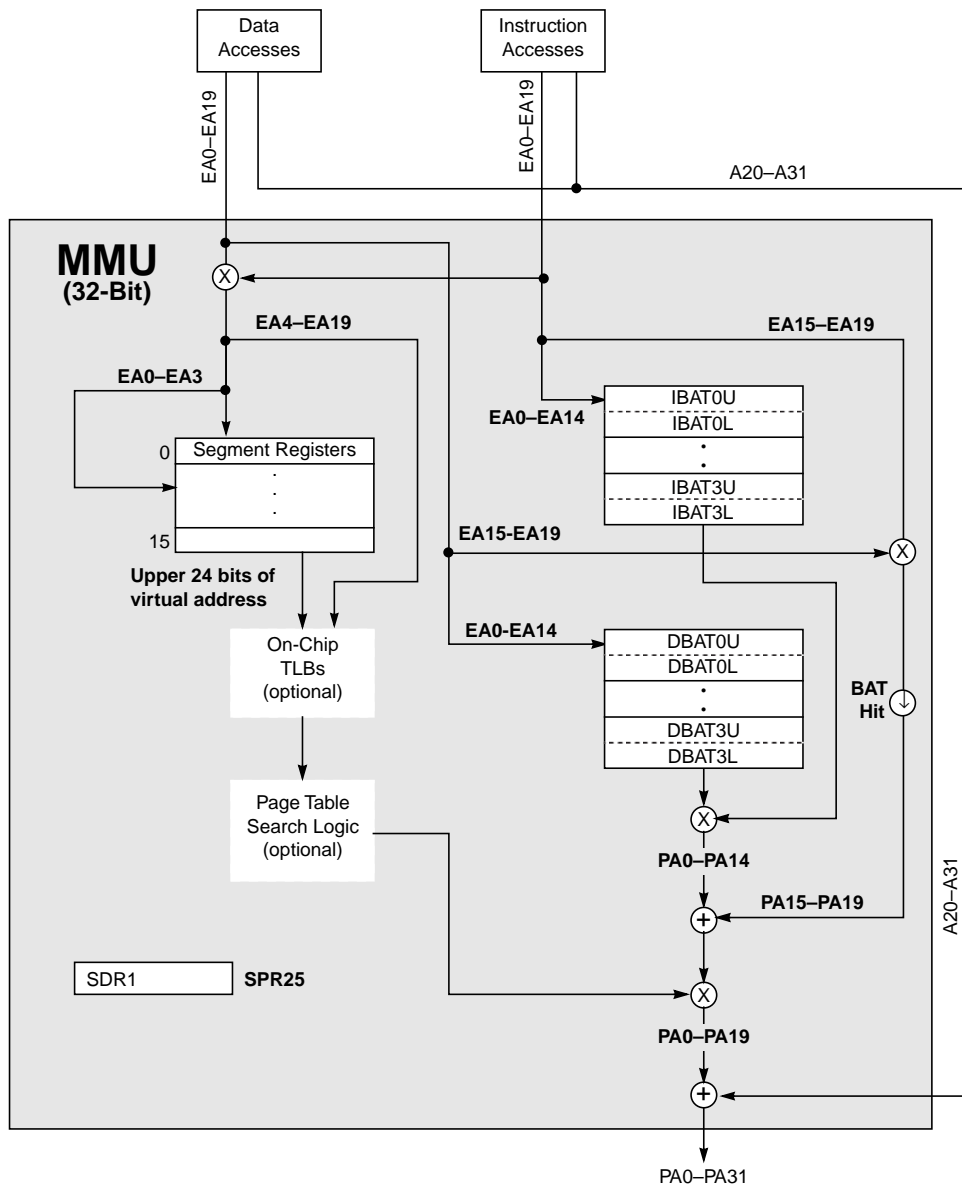 Data
Accesses
Instruction
Accesses
EA0–EA19
EA0–EA19
A20–A31
MMU
(32-Bit)
X
EA4–EA19
EA15–EA19
EA0–EA3
EA0–EA14
IBAT0U
IBAT0L
.
.
IBAT3U
IBAT3L
0
Segment Registers
.
.
.
15
EA15-EA19
X
Upper 24 bits of
virtual address
EA0-EA14
On-Chip
TLBs
(optional)
DBAT0U
DBAT0L
.
.
DBAT3U
DBAT3L
BAT
Hit
↓
Page Table
Search Logic
(optional)
X
PA0–PA14
PA15–PA19
+
A20–A31
SDR1
SPR25
X
PA0–PA19
+
PA0–PA31